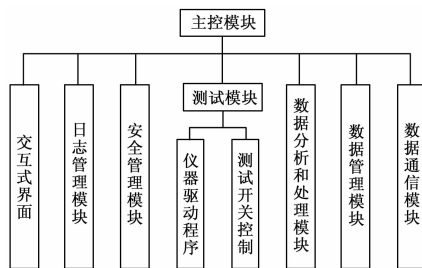 主控模块
测试模块
交互式界面
日志管理模块
安全管理模块
仪器驱动程序
测试开关控制
数据分析和处理模块
数据管理模块
数据通信模块